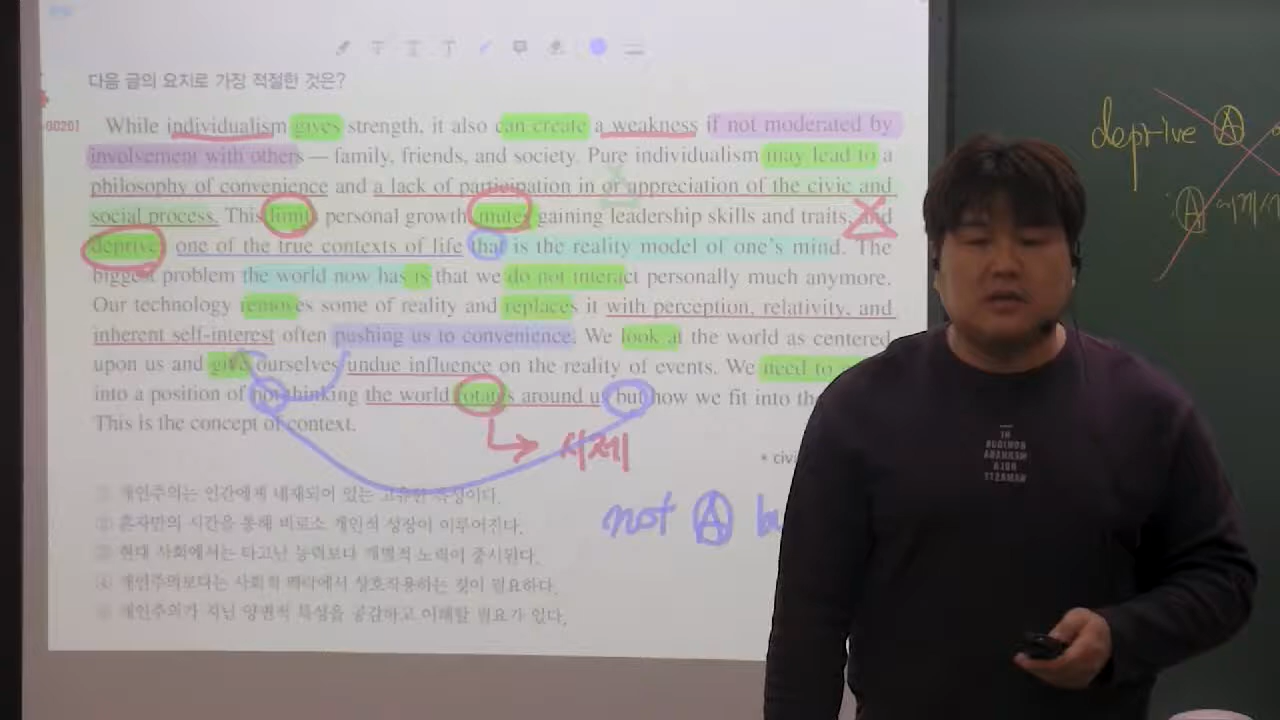 다음 글의 요지로 가장 적절한 것은?
While individualism gives strength, it also can create a weakness if not moderated by
involvement with others — family, friends, and society. Pure individualism may lead to a
philosophy of convenience and a lack of participation in or appreciation of the civic and
social process. This limits personal growth, mutes gaining leadership skills and traits, and
deprive one of the true contexts of life that is the reality model of one's mind. The
biggest problem the world now has is that we do not interact personally much anymore.
Our technology removes some of reality and replaces it with perception, relativity, and
inherent self-interest often pushing us to convenience. We look at the world as centered
upon us and give ourselves undue influence on the reality of events. We need to
into a position of not thinking the world rotates around us but how we fit into the
This is the concept of context.
시제
* civi
① 개인주의는 인간에게 내재되어 있는 고유한 특성이다.
② 혼자만의 시간을 통해 비로소 개인의 성장이 이루어진다.
③ 현대 사회에서는 타고난 능력보다 개별적 노력이 중시된다.
④ 개인주의보다는 사회적 맥락에서 상호작용하는 것이 필요하다.
⑤ 개인주의가 지닌 양면적 특성을 공감하고 이해할 필요가 있다.
not Ⓐ bu
deprive Ⓐ
Ⓐ 에게서